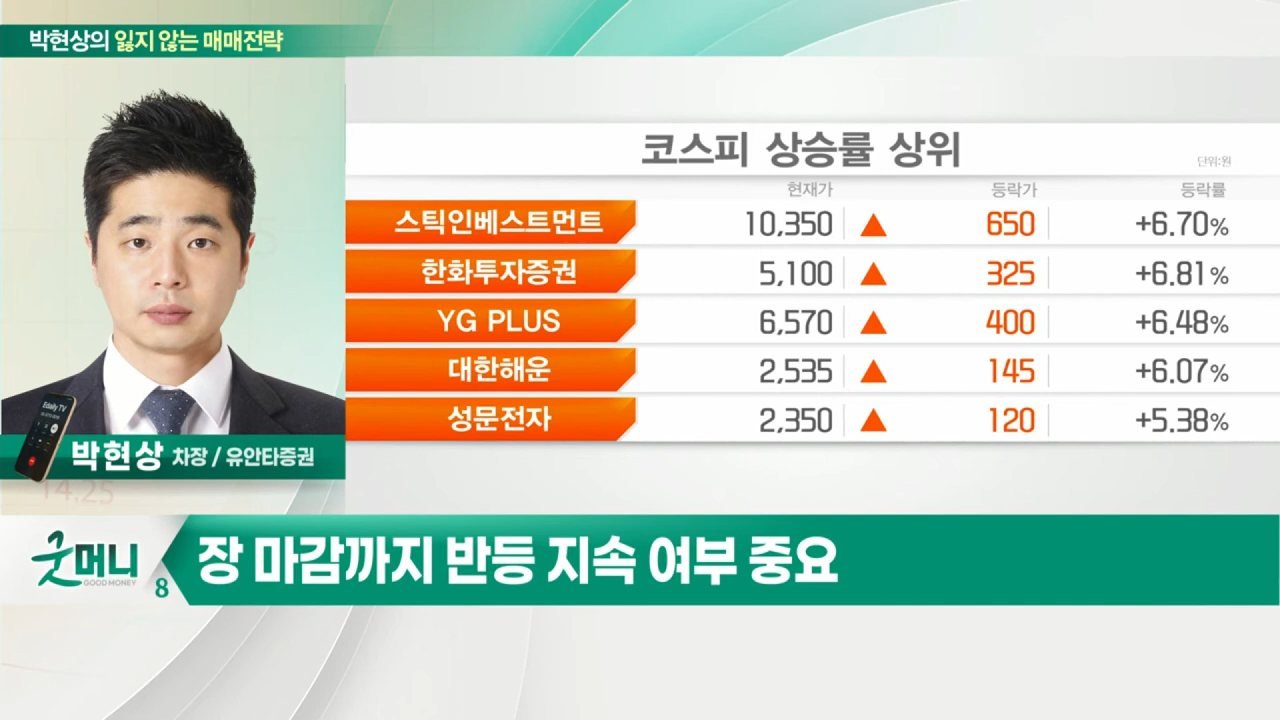 박현상의 잃지 않는 매매전략
코스피 상승률 상위
단위:원
현재가 등락가 등락률
스틱인베스트먼트 10,350 ▲ 650 +6.70%
한화투자증권 5,100 ▲ 325 +6.81%
YG PLUS 6,570 ▲ 400 +6.48%
대한해운 2,535 ▲ 145 +6.07%
성문전자 2,350 ▲ 120 +5.38%
Edaily TV
박현상 차장 / 유안타증권
14.25
굿머니
GOOD MONEY
8
장 마감까지 반등 지속 여부 중요